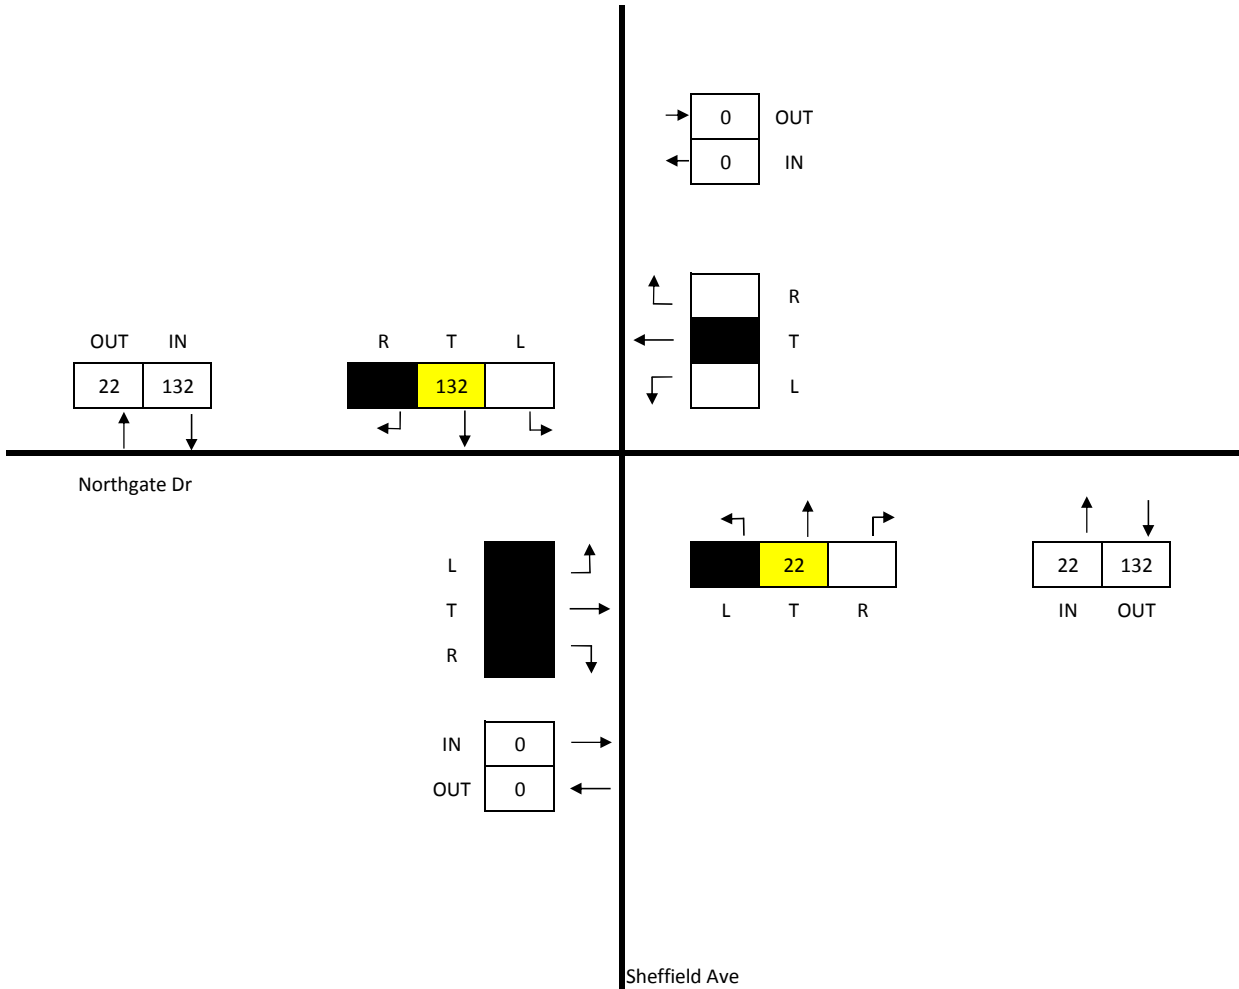 0 OUT
0 IN
R
OUT IN R T L T
22 132 132 L
Northgate Dr
L 22 22 132
T L T R IN OUT
R
IN 0
OUT 0
Sheffield Ave